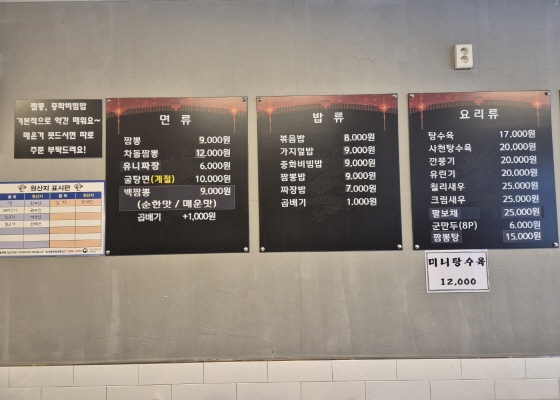 짬뽕, 중화비빔밥
기본적으로 약간 매워요~
매운거 못드시면 따로
주문 부탁드려요!
원산지 표시판
면 류
짬뽕 9,000원
차돌짬뽕 12,000원
유니짜장 6,000원
굴탕면(계절) 10,000원
백짬뽕 9,000원
(순한맛 / 매운맛)
곱배기 +1,000원
밥 류
볶음밥 8,000원
가지덮밥 9,000원
중화비빔밥 9,000원
짬뽕밥 9,000원
짜장밥 7,000원
곱배기 1,000원
요 리 류
탕수육 17,000원
사천탕수육 20,000원
깐풍기 20,000원
유린기 20,000원
칠리새우 25,000원
크림새우 25,000원
팔보채 25,000원
군만두(8P) 6,000원
짬뽕탕 15,000원
미니탕수육
12,000